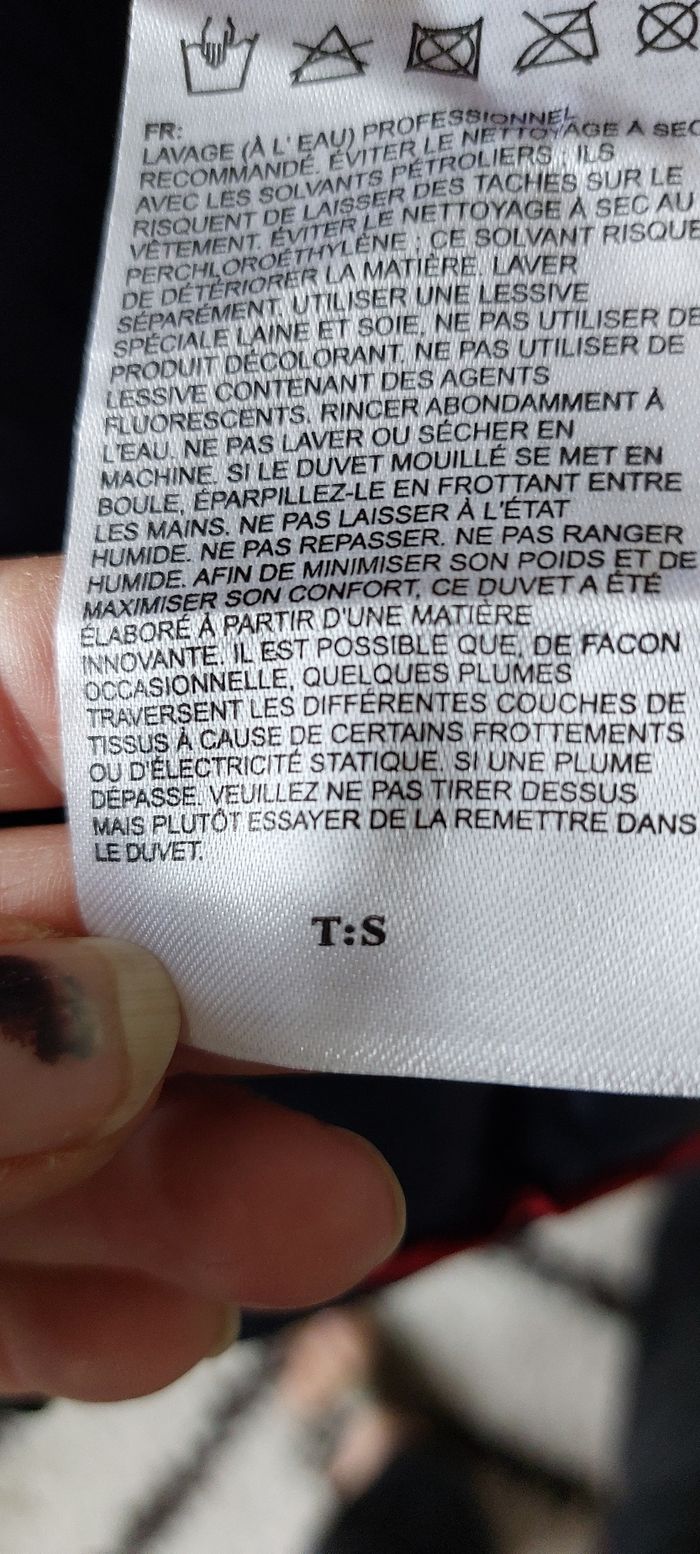 FR:
LAVAGE (À L' EAU) PROFESSIONNEL
RECOMMANDÉ. ÉVITER LE NETTOYAGE À SEC
AVEC LES SOLVANTS PÉTROLIERS ; ILS
RISQUENT DE LAISSER DES TACHES SUR LE
VÊTEMENT. ÉVITER LE NETTOYAGE À SEC AU
PERCHLOROÉTHYLÈNE ; CE SOLVANT RISQUE
DE DÉTÉRIORER LA MATIÈRE. LAVER
SÉPARÉMENT. UTILISER UNE LESSIVE
SPÉCIALE LAINE ET SOIE. NE PAS UTILISER DE
PRODUIT DÉCOLORANT. NE PAS UTILISER DE
LESSIVE CONTENANT DES AGENTS
FLUORESCENTS. RINCER ABONDAMMENT À
L'EAU. NE PAS LAVER OU SÉCHER EN
MACHINE. SI LE DUVET MOUILLÉ SE MET EN
BOULE, ÉPARPILLEZ-LE EN FROTTANT ENTRE
LES MAINS. NE PAS LAISSER À L'ÉTAT
HUMIDE. NE PAS REPASSER. NE PAS RANGER
HUMIDE. AFIN DE MINIMISER SON POIDS ET DE
MAXIMISER SON CONFORT, CE DUVET A ÉTÉ
ÉLABORÉ À PARTIR D'UNE MATIÈRE
INNOVANTE. IL EST POSSIBLE QUE, DE FACON
OCCASIONNELLE, QUELQUES PLUMES
TRAVERSENT LES DIFFÉRENTES COUCHES DE
TISSUS À CAUSE DE CERTAINS FROTTEMENTS
OU D'ÉLECTRICITÉ STATIQUE. SI UNE PLUME
DÉPASSE, VEUILLEZ NE PAS TIRER DESSUS
MAIS PLUTÔT ESSAYER DE LA REMETTRE DANS
LE DUVET.
T:S